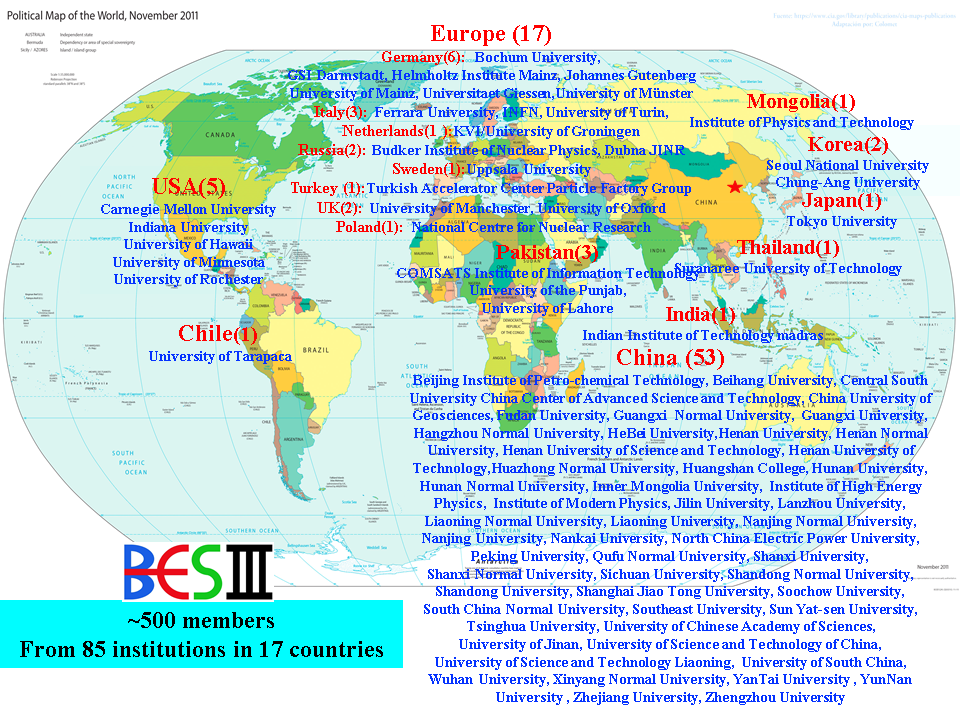 Political Map of the World, November 2011
AUSTRALIA Independent state
Bermuda Dependency or area of special sovereignty
Sicily / AZORES Island / island group
Europe (17)
Germany(6): Bochum University,
GSI Darmstadt, Helmholtz Institute Mainz, Johannes Gutenberg
University of Mainz, Universitaet Giessen,University of Münster
Italy(3): Ferrara University, INFN, University of Turin,
Netherlands(1 ):KVI/University of Groningen
Russia(2): Budker Institute of Nuclear Physics, Dubna JINR
Sweden(1):Uppsala University
Turkey (1):Turkish Accelerator Center Particle Factory Group
UK(2): University of Manchester, University of Oxford
Poland(1): National Centre for Nuclear Research
Mongolia(1)
Institute of Physics and Technology
Korea(2)
Seoul National University
Chung-Ang University
Japan(1)
Tokyo University
USA(5)
Carnegie Mellon University
Indiana University
University of Hawaii
University of Minnesota
University of Rochester
Pakistan(3)
COMSATS Institute of Information Technology
University of the Punjab,
University of Lahore
Thailand(1)
Suranaree University of Technology
India(1)
Indian Institute of Technology madras
Chile(1)
University of Tarapaca
China (53)
Beijing Institute of Petro-chemical Technology, Beihang University, Central South
University China Center of Advanced Science and Technology, China University of
Geosciences, Fudan University, Guangxi Normal University, Guangxi University,
Hangzhou Normal University, HeBei University,Henan University, Henan Normal
University, Henan University of Science and Technology, Henan University of
Technology,Huazhong Normal University, Huangshan College, Hunan University,
Hunan Normal University, Inner Mongolia University, Institute of High Energy
Physics, Institute of Modern Physics, Jilin University, Lanzhou University,
Liaoning Normal University, Liaoning University, Nanjing Normal University,
Nanjing University, Nankai University, North China Electric Power University,
Peking University, Qufu Normal University, Shanxi University,
Shanxi Normal University, Sichuan University, Shandong Normal University,
Shandong University, Shanghai Jiao Tong University, Soochow University,
South China Normal University, Southeast University, Sun Yat-sen University,
Tsinghua University, University of Chinese Academy of Sciences,
University of Jinan, University of Science and Technology of China,
University of Science and Technology Liaoning, University of South China,
Wuhan University, Xinyang Normal University, YanTai University , YunNan
University , Zhejiang University, Zhengzhou University
CANADA
NORTH
PACIFIC
OCEAN
BRAZIL
ARGENTINA
CHINA
INDIA
SOUTH
PACIFIC
OCEAN
SOUTHERN OCEAN
November 2011
BESIII
~500 members
From 85 institutions in 17 countries